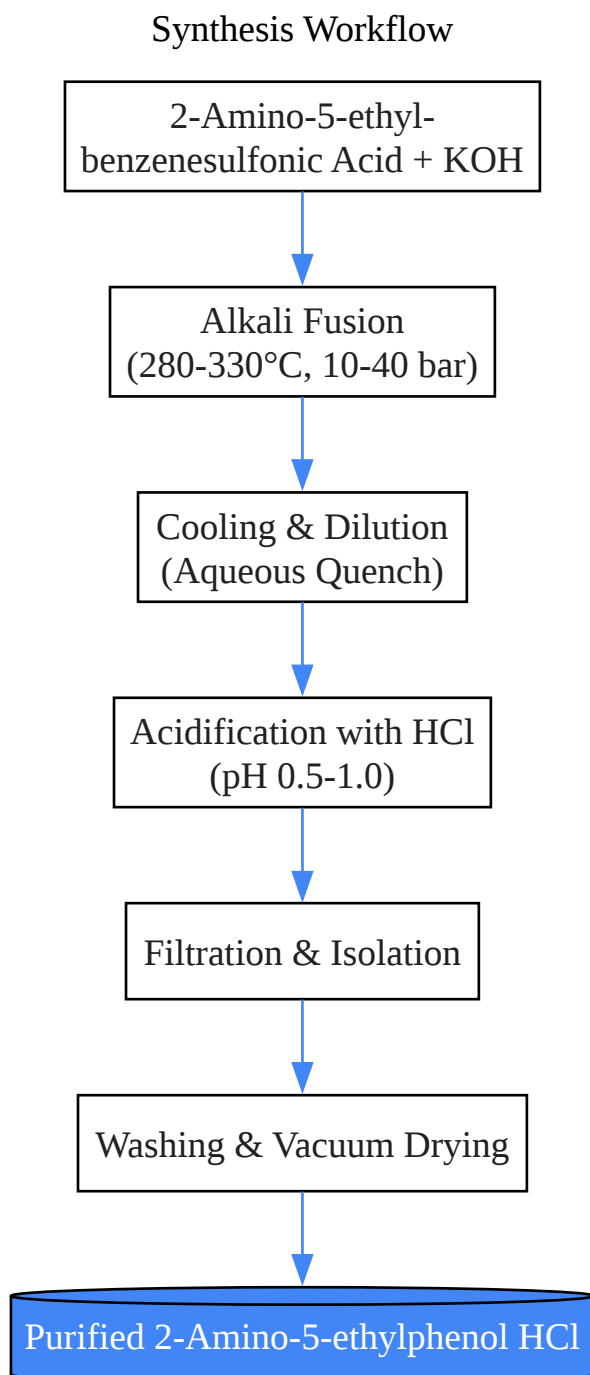 Synthesis Workflow
2-Amino-5-ethyl-
benzenesulfonic Acid + KOH
Alkali Fusion
(280-330°C, 10-40 bar)
Cooling & Dilution
(Aqueous Quench)
Acidification with HCl
(pH 0.5-1.0)
Filtration & Isolation
Washing & Vacuum Drying
Purified 2-Amino-5-ethylphenol HCl